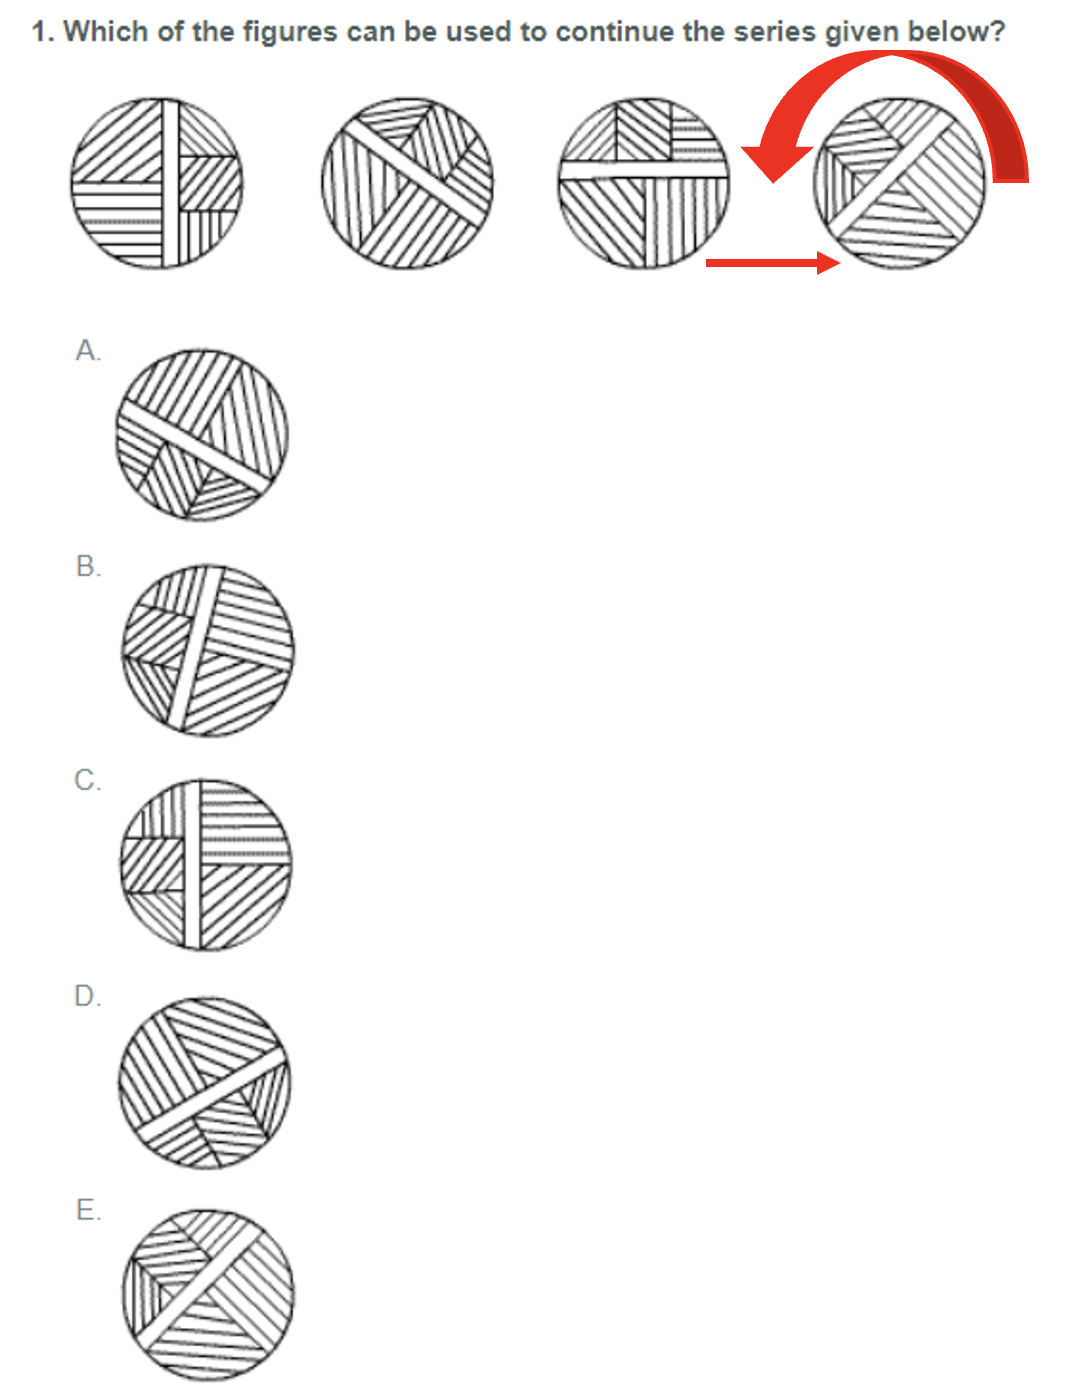 1. Which of the figures can be used to continue the series given below?
A.
B.
C.
D.
E.